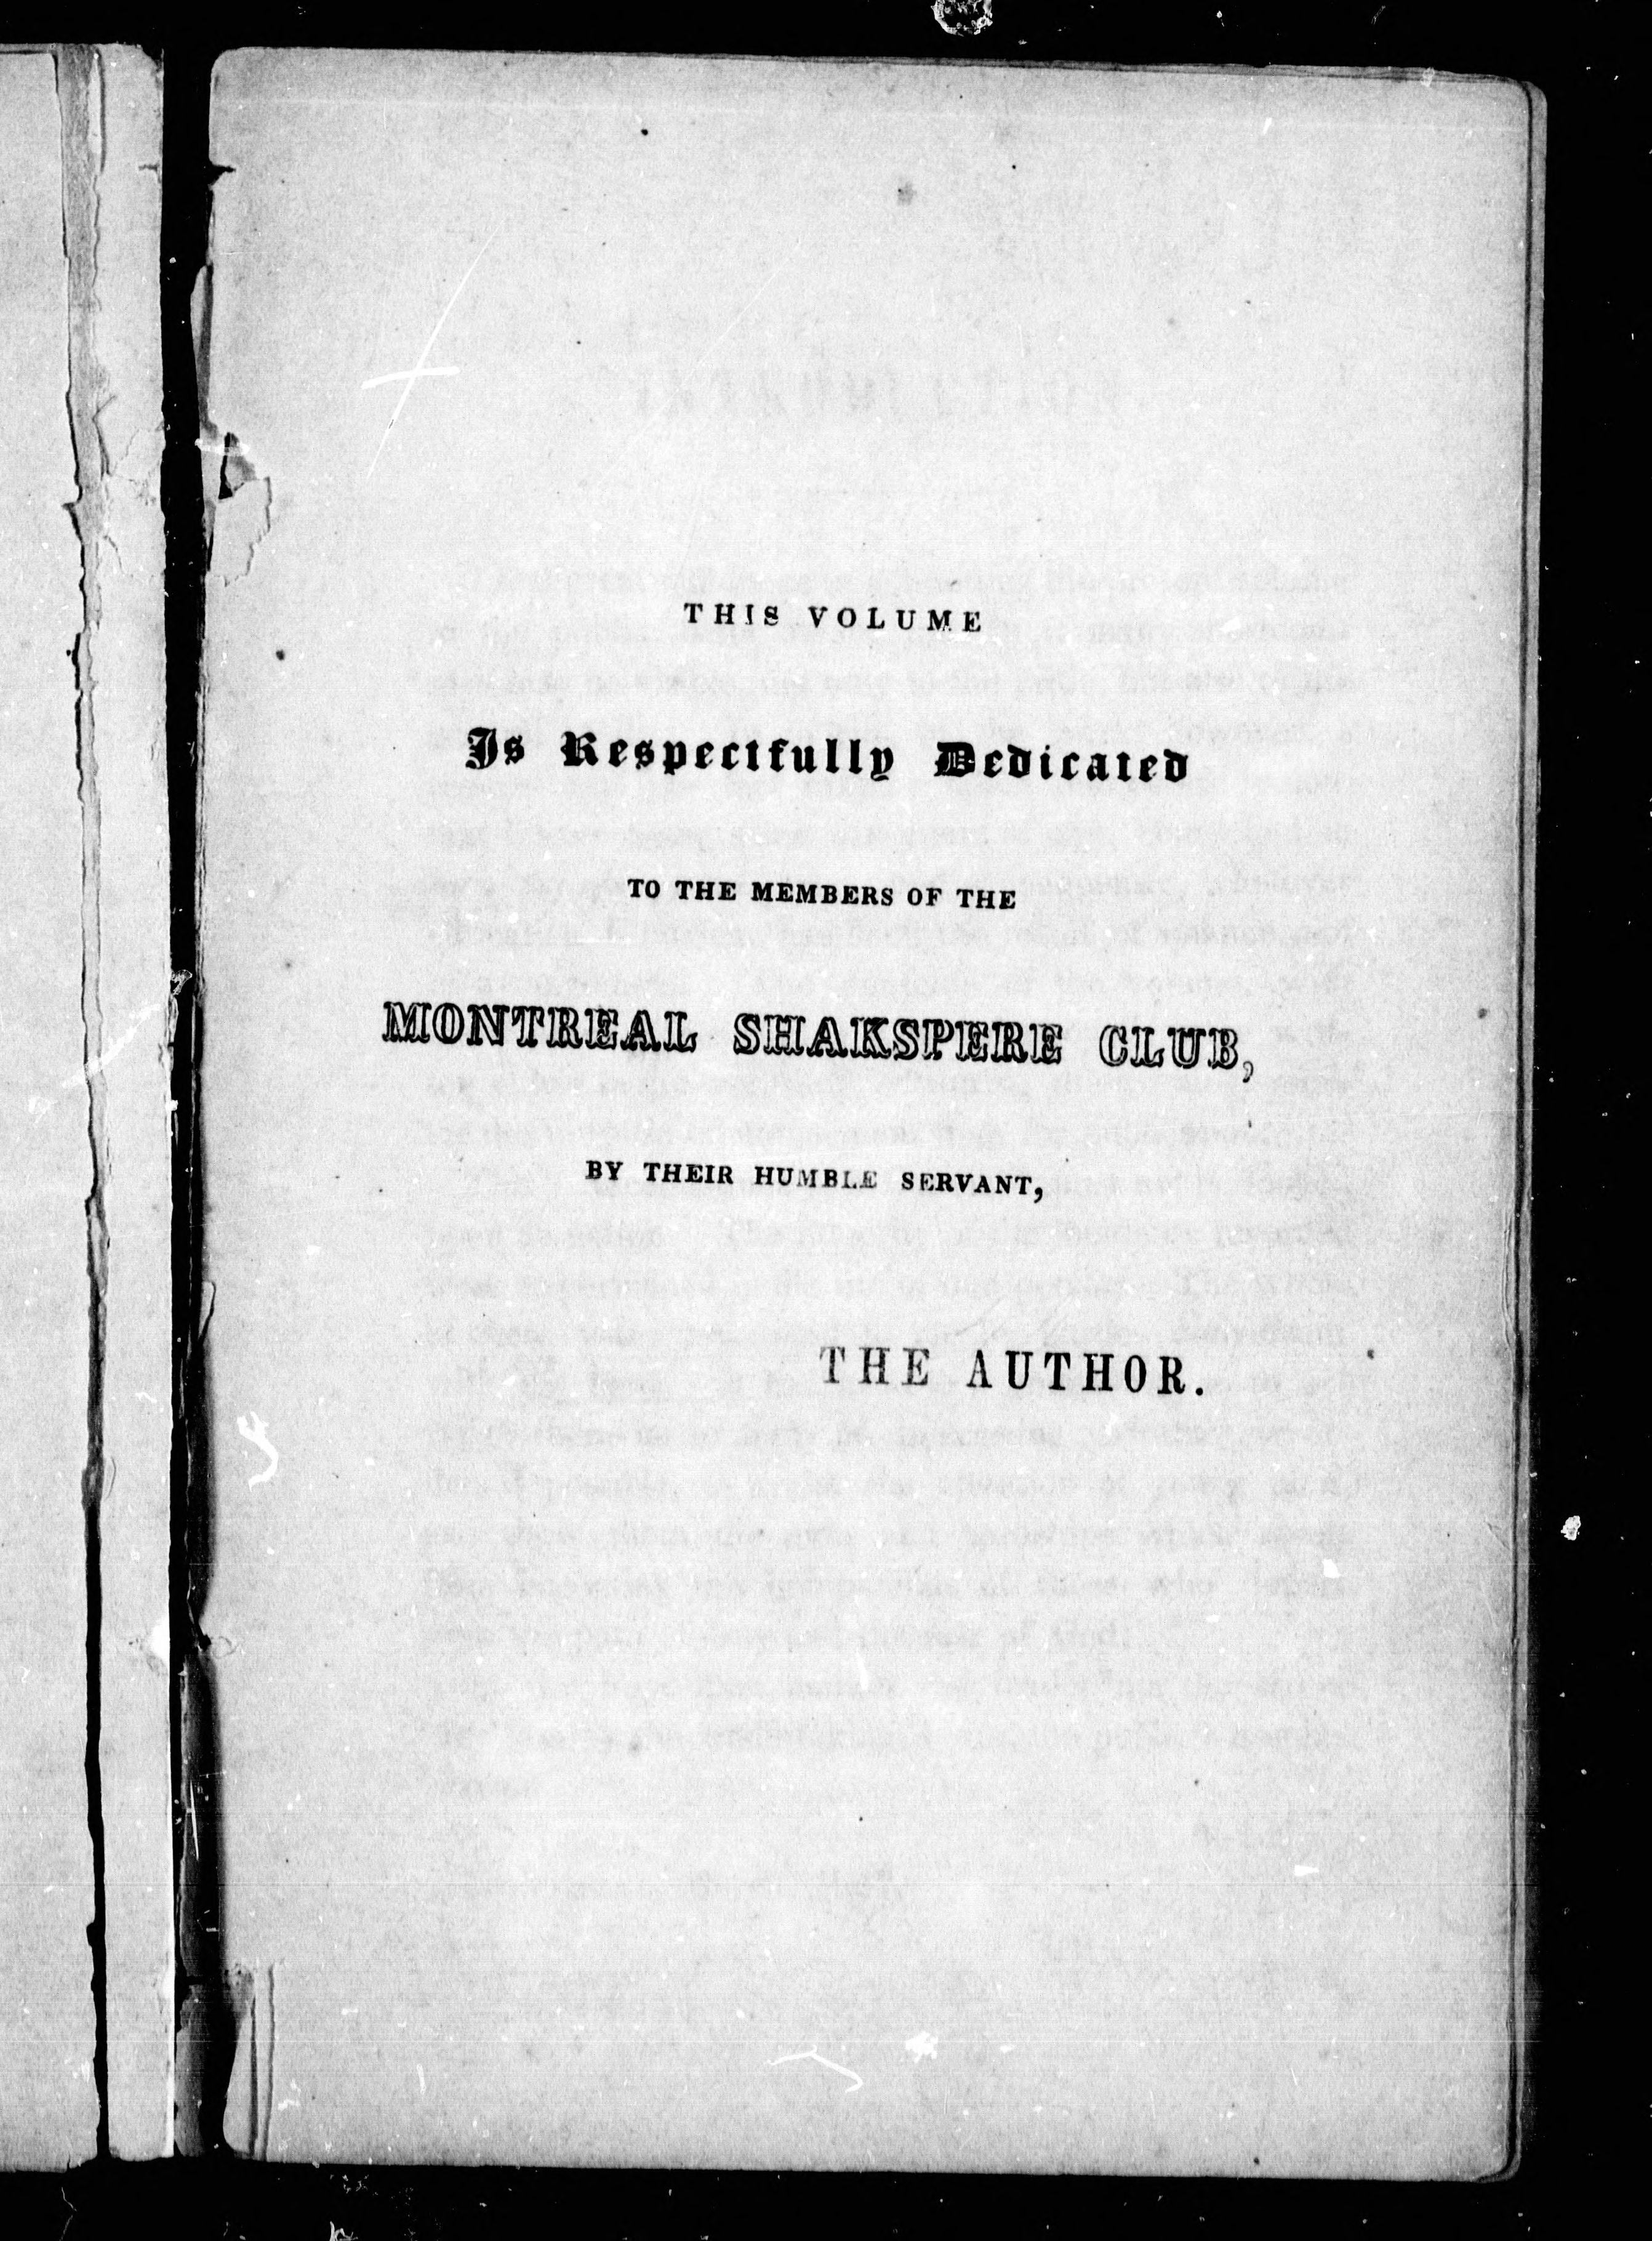 THIS VOLUME
Is Respectfully Dedicated
TO THE MEMBERS OF THE
MONTREAL SHAKSPERE CLUB,
BY THEIR HUMBLE SERVANT,
THE AUTHOR.